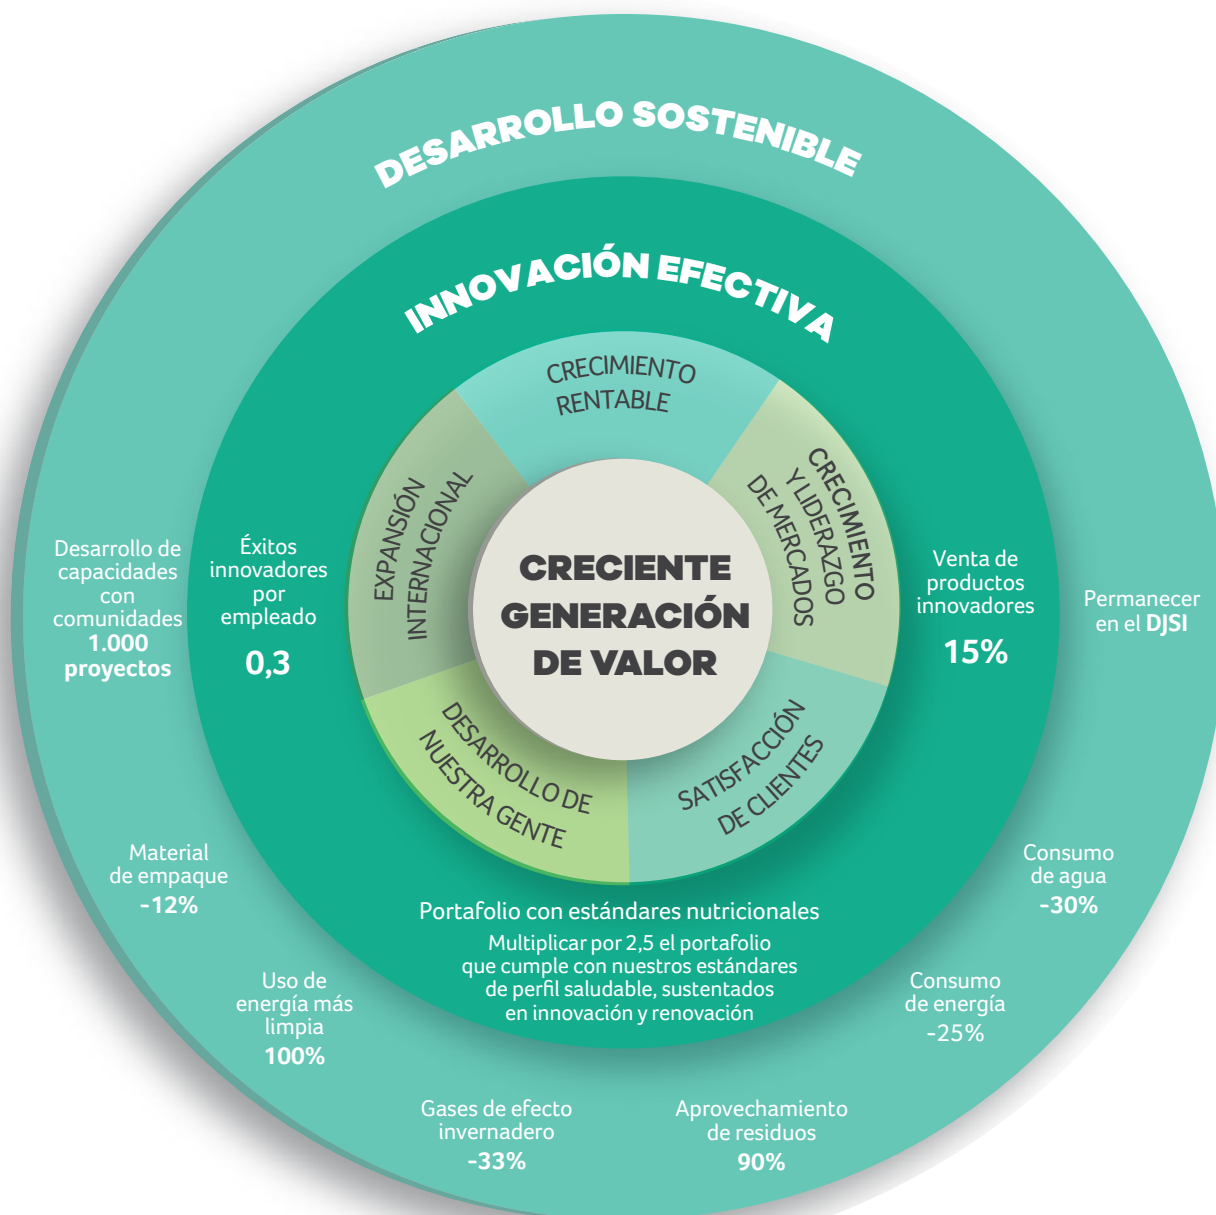 DESARROLLO SOSTENIBLE
INNOVACIÓN EFECTIVA
CRECIMIENTO
RENTABLE
CRECIMIENTO
Y LIDERAZGO
DE MERCADOS
SATISFACCIÓN
DE CLIENTES
DESARROLLO DE
NUESTRA GENTE
EXPANSIÓN
INTERNACIONAL
CRECIENTE
GENERACIÓN
DE VALOR
Desarrollo de
capacidades
con
comunidades
1.000
proyectos
Éxitos
innovadores
por
empleado
0,3
Venta de
productos
innovadores
15%
Permanecer
en el DJSI
Material
de empaque
-12%
Portafolio con estándares nutricionales
Multiplicar por 2,5 el portafolio
que cumple con nuestros estándares
de perfil saludable, sustentados
en innovación y renovación
Consumo
de agua
-30%
Uso de
energía más
limpia
100%
Consumo
de energía
-25%
Gases de efecto
invernadero
-33%
Aprovechamiento
de residuos
90%